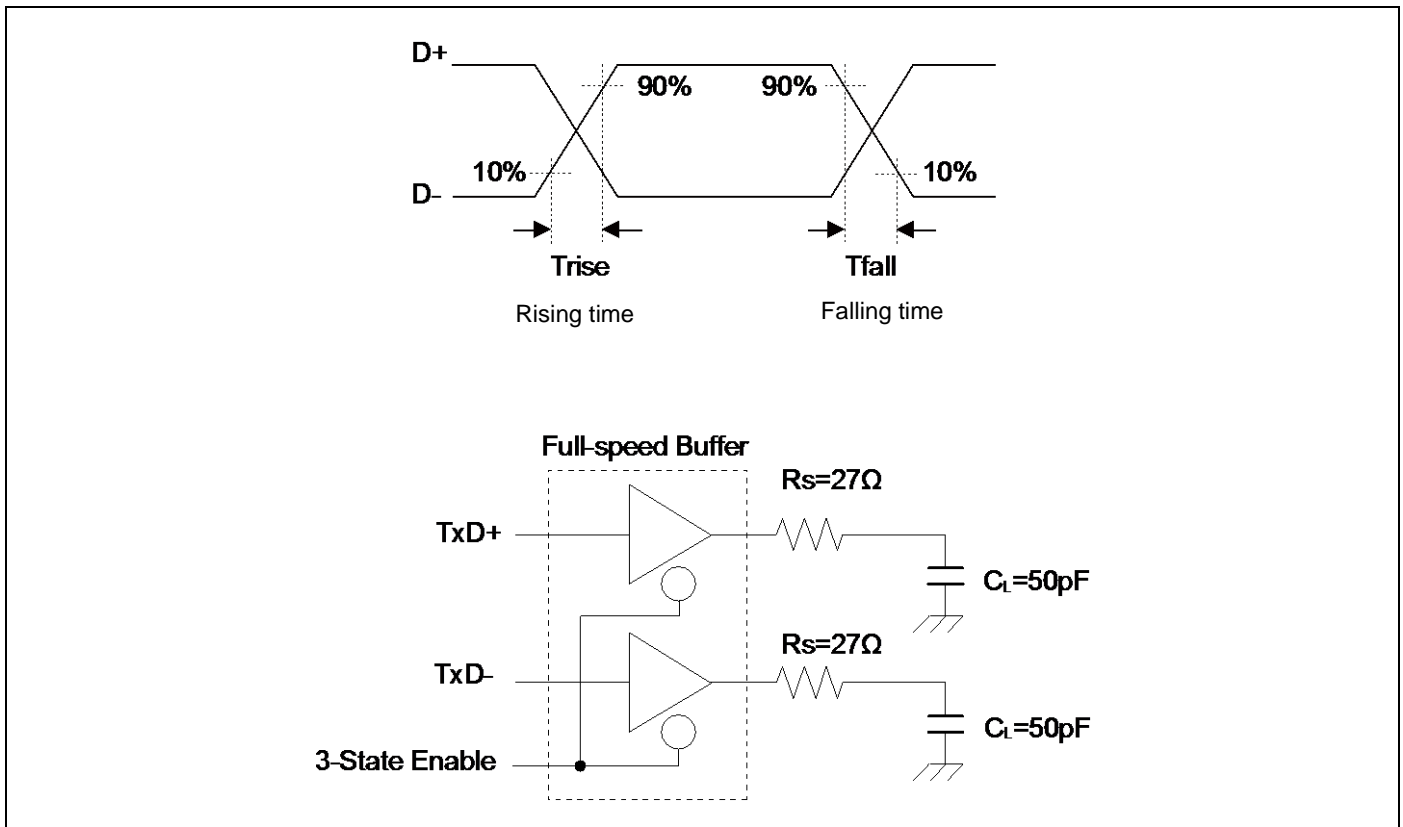 D+
90% 90%
10% 10%
D-
Trise Tfall
Rising time Falling time
Full-speed Buffer
Rs=27Ω
TxD+
CL=50pF
Rs=27Ω
TxD-
CL=50pF
3-State Enable